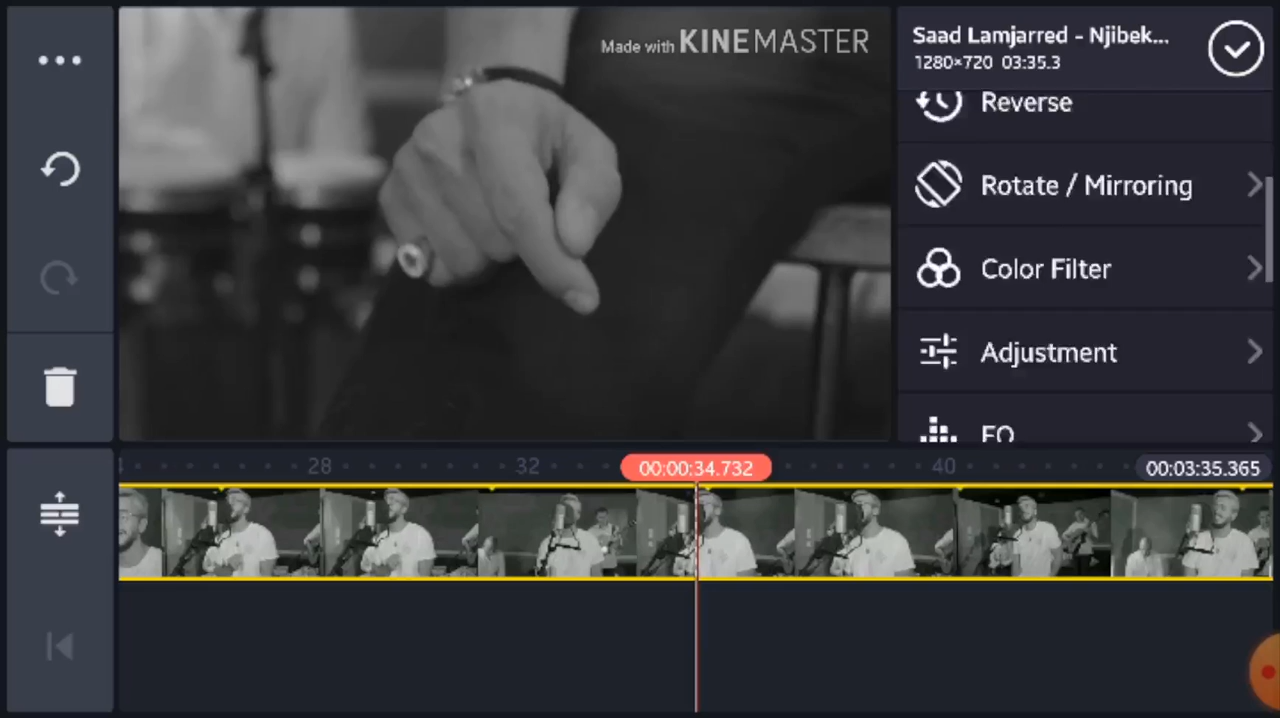 Made with KINEMASTER
Saad Lamjarred - Njibek...
1280×720 03:35.3
Reverse
Rotate / Mirroring
Color Filter
Adjustment
EQ
28
32
00:00:34.732
40
00:03:35.365